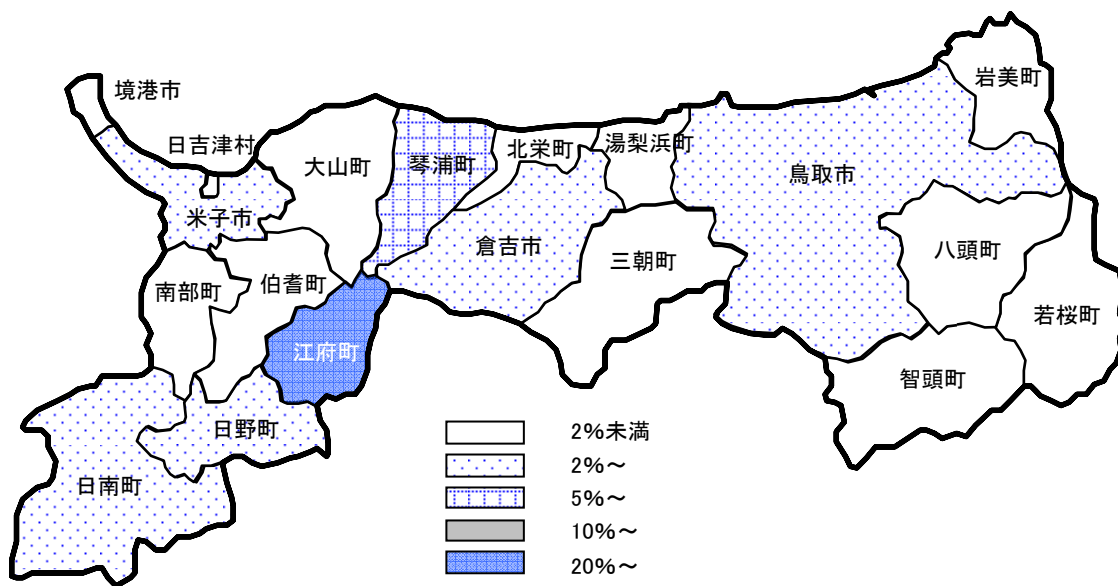 境港市
日吉津村
大山町
琴浦町
北栄町
湯梨浜町
岩美町
鳥取市
米子市
倉吉市
三朝町
八頭町
南部町
伯耆町
若桜町
江府町
智頭町
日野町
日南町
2%未満
2%～
5%～
10%～
20%～